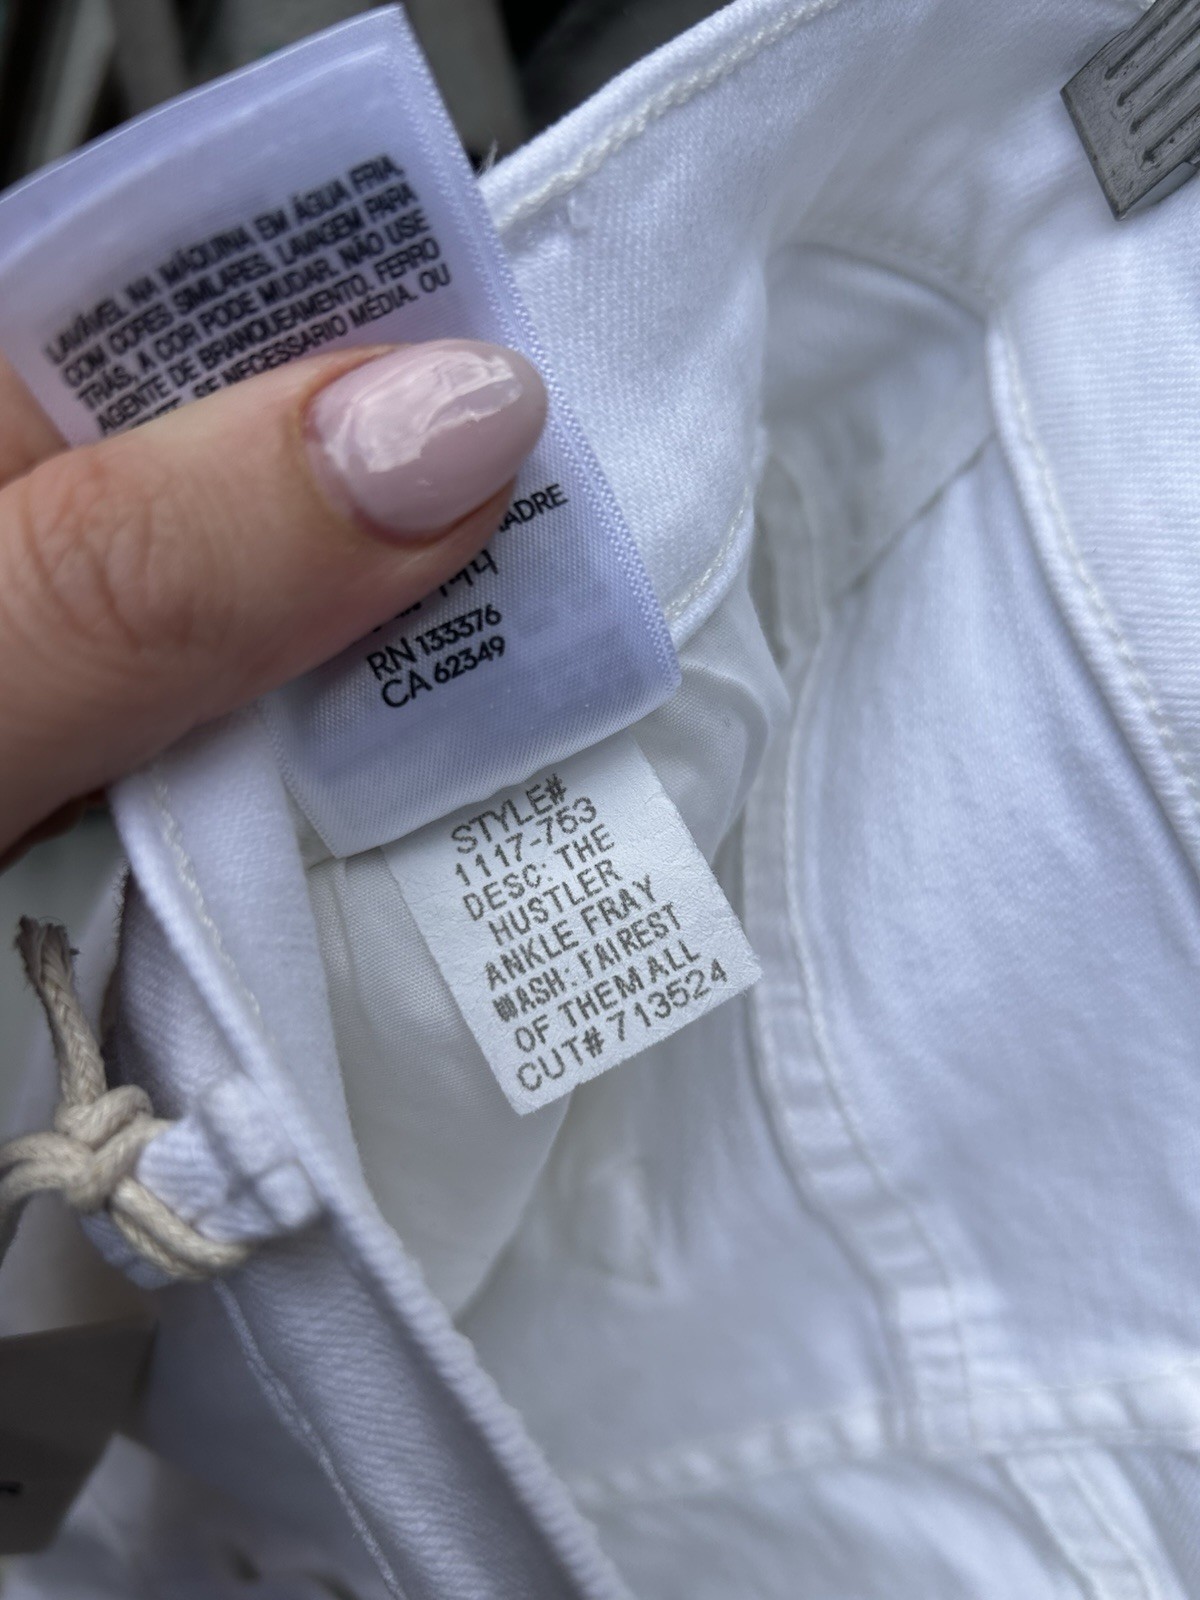 LAVÁVEL NA MÁQUINA EM ÁGUA FRIA,
COM CORES SIMILARES. LAVAGEM PARA
TRÁS, A COR PODE MUDAR. NÃO USE
AGENTE DE BRANQUEAMENTO. FERRO
SE NECESSARIO MÉDIA. OU
RN 133376
CA 62349
STYLE#
1117-753
DESC: THE
HUSTLER
ANKLE FRAY
WASH: FAIREST
OF THEM ALL
CUT# 713524